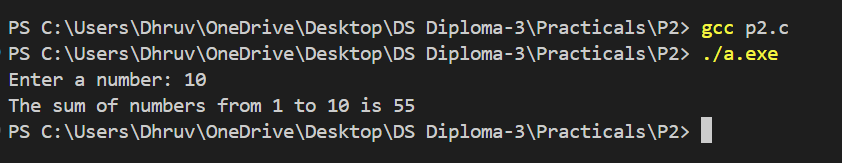 PS C:\Users\Dhruv\OneDrive\Desktop\DS Diploma-3\Practicals\P2> gcc p2.c
PS C:\Users\Dhruv\OneDrive\Desktop\DS Diploma-3\Practicals\P2> ./a.exe
Enter a number: 10
The sum of numbers from 1 to 10 is 55
PS C:\Users\Dhruv\OneDrive\Desktop\DS Diploma-3\Practicals\P2>